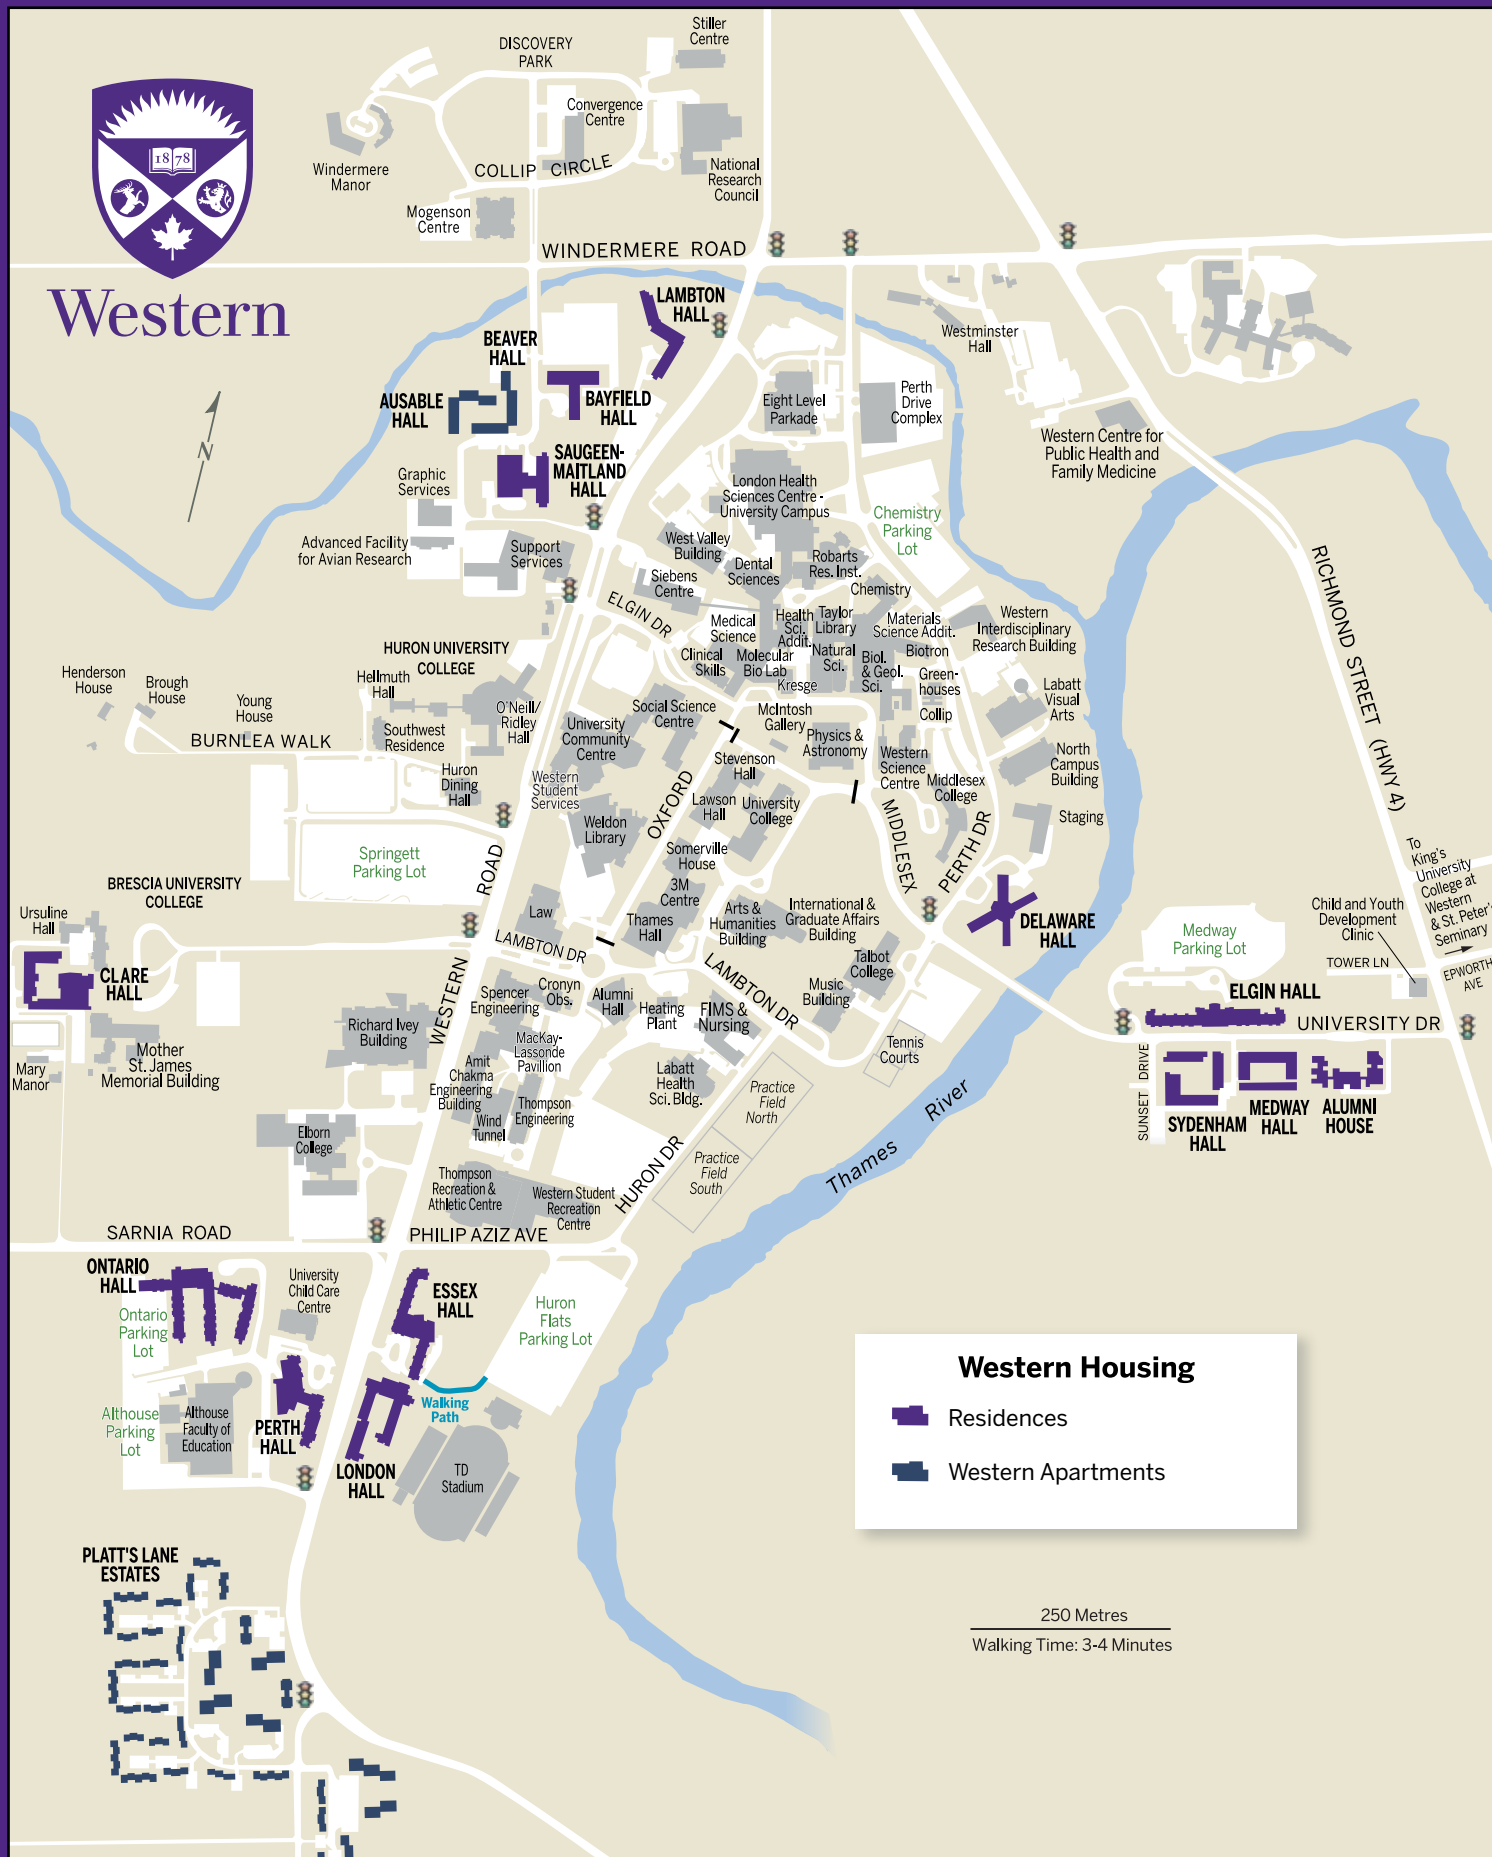 Stiller
Centre
DISCOVERY
PARK
Convergence
Centre
18 78
Windermere
Manor
COLLIP CIRCLE
National
Research
Council
Mogenson
Centre
WINDERMERE ROAD
Western
LAMBTON
HALL
BEAVER
HALL
Westminster
Hall
AUSABLE
HALL
BAYFIELD
HALL
Eight Level
Parkade
Perth
Drive
Complex
N
SAUGEEN-
MAITLAND
HALL
Western Centre for
Public Health and
Family Medicine
Graphic
Services
London Health
Sciences Centre -
University Campus
Chemistry
Parking
Lot
Advanced Facility
for Avian Research
Support
Services
West Valley
Building
Dental
Sciences
Robarts
Res. Inst.
Siebens
Centre
Chemistry
RICHMOND STREET (HWY 4)
ELGIN DR
Medical
Science
Health
Sci.
Addit.
Taylor
Library
Materials
Science Addit.
Western
Interdisciplinary
Research Building
HURON UNIVERSITY
COLLEGE
Clinical
Skills
Molecular
Bio Lab
Natural
Sci.
Biol.
& Geol.
Sci.
Biotron
Henderson
House
Brough
House
Hellmuth
Hall
Kresge
Green-
houses
Labatt
Visual
Arts
Young
House
O'Neill/
Ridley
Hall
Social Science
Centre
McIntosh
Gallery
Collip
BURNLEA WALK
Southwest
Residence
University
Community
Centre
Physics &
Astronomy
Western
Science
Centre
North
Campus
Building
Huron
Dining
Hall
Western
Student
Services
Stevenson
Hall
Middlesex
College
OXFORD
Lawson
Hall
University
College
MIDDLESEX
Staging
Weldon
Library
PERTH DR
Springett
Parking Lot
Somerville
House
To
King's
University
College at
Western
& St. Peter's
Seminary
ROAD
BRESCIA UNIVERSITY
COLLEGE
3M
Centre
Ursuline
Hall
Law
Thames
Hall
Arts &
Humanities
Building
International &
Graduate Affairs
Building
DELAWARE
HALL
Medway
Parking Lot
Child and Youth
Development
Clinic
LAMBTON DR
Talbot
College
TOWER LN
EPWORTH
AVE
CLARE
HALL
WESTERN
Spencer
Engineering
Cronyn
Obs.
Alumni
Hall
Heating
Plant
LAMBTON DR
Music
Building
ELGIN HALL
FIMS &
Nursing
UNIVERSITY DR
Richard Ivey
Building
MacKay-
Lassonde
Pavilion
Tennis
Courts
Mother
St. James
Memorial Building
Mary
Manor
Amit
Chakma
Engineering
Building
Labatt
Health
Sci. Bldg.
Practice
Field
North
SUNSET DRIVE
Thompson
Engineering
Wind
Tunnel
Thames River
SYDENHAM
HALL
MEDWAY
HALL
ALUMNI
HOUSE
Elborn
College
Practice
Field
South
HURON DR
Thompson
Recreation &
Athletic Centre
Western Student
Recreation
Centre
SARNIA ROAD
PHILIP AZIZ AVE
ONTARIO
HALL
University
Child Care
Centre
ESSEX
HALL
Huron
Flats
Parking Lot
Ontario
Parking
Lot
Western Housing
Walking
Path
Residences
Althouse
Parking
Lot
Althouse
Faculty of
Education
PERTH
HALL
LONDON
HALL
TD
Stadium
Western Apartments
PLATT'S LANE
ESTATES
250 Metres
Walking Time: 3-4 Minutes